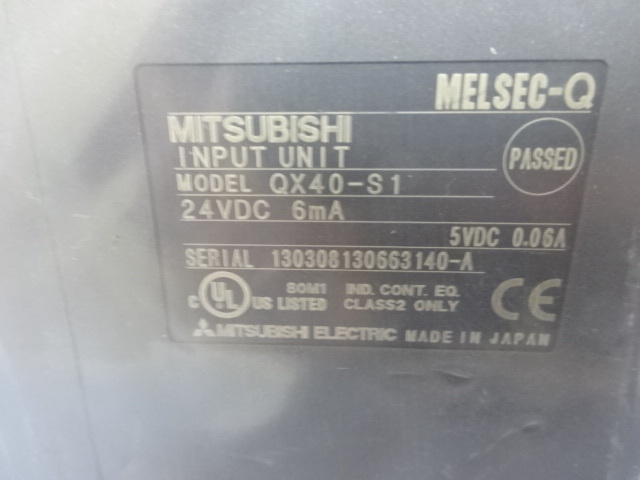 MELSEC-Q
MITSUBISHI
INPUT UNIT
PASSED
MODEL QX40-S1
24VDC 6mA
5VDC 0.06A
SERIAL 130308130663140-A
80M1 IND. CONT. EQ.
C UL US LISTED CLASS2 ONLY CE
MITSUBISHI ELECTRIC MADE IN JAPAN